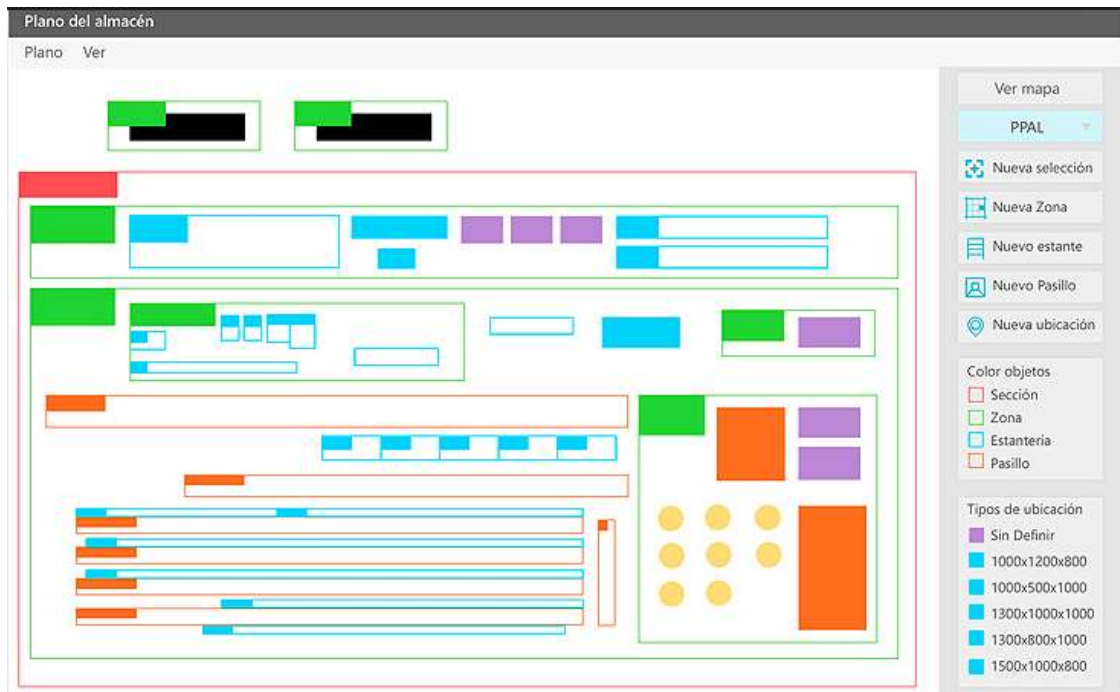 Plano del almacén
Plano Ver
Ver mapa
PPAL
Nueva selección
Nueva Zona
Nuevo estante
Nuevo Pasillo
Nueva ubicación
Color objetos
Sección
Zona
Estanteria
Pasillo
Tipos de ubicación
Sin Definir
1000x1200x800
1000x500x1000
1300x1000x1000
1300x800x1000
1500x1000x800